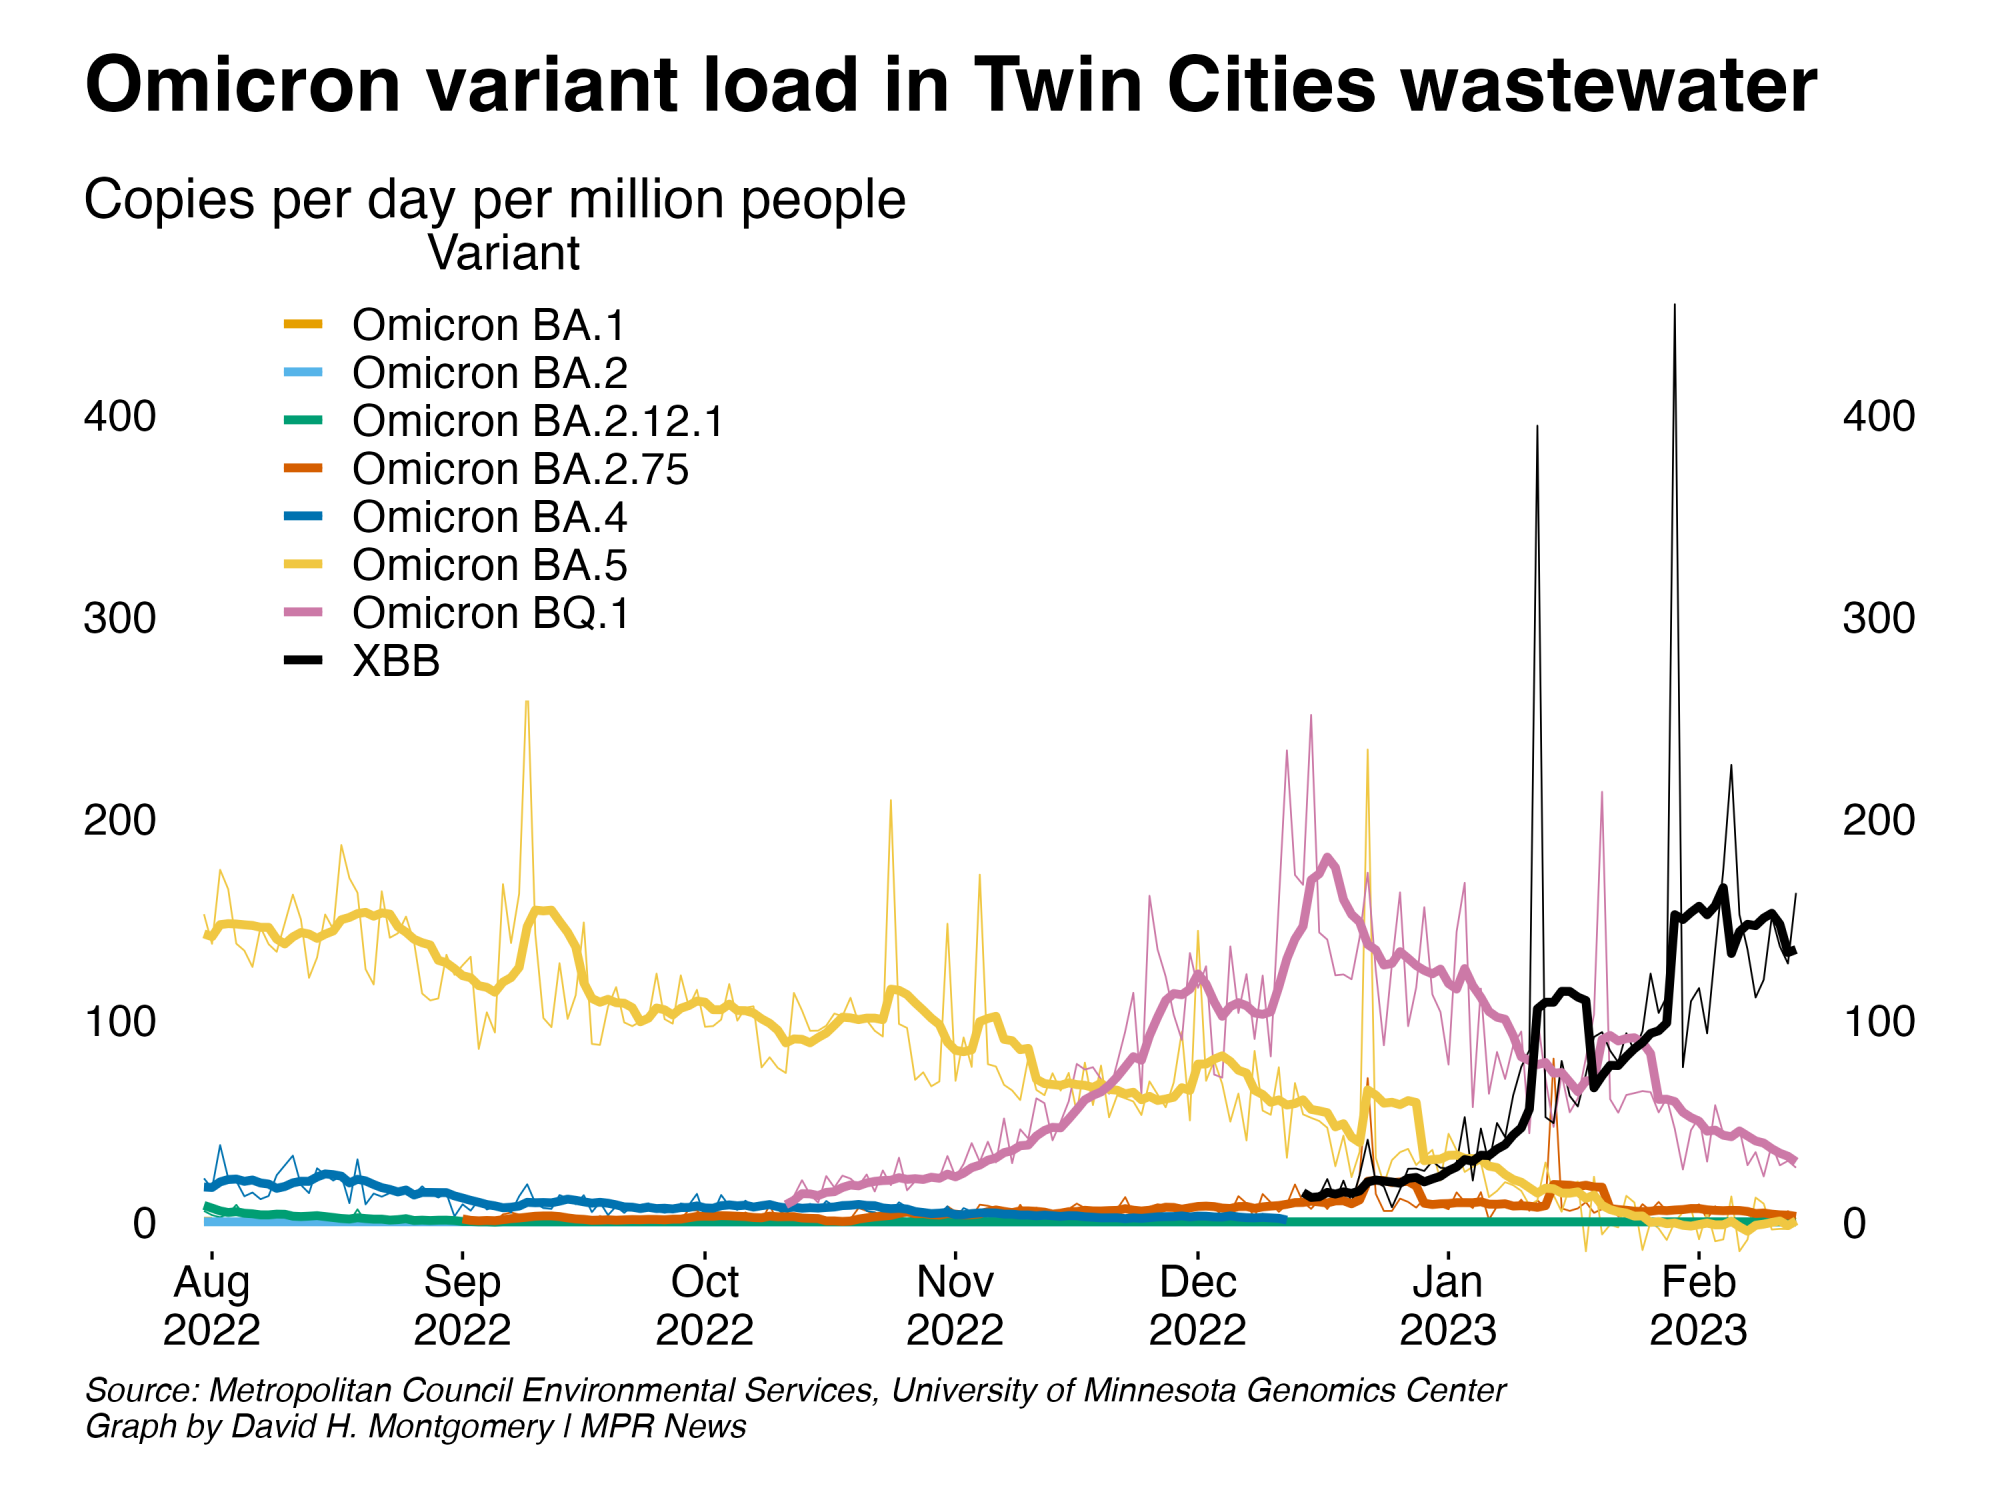 Omicron variant load in Twin Cities wastewater
Copies per day per million people
Variant
Omicron BA.1
Omicron BA.2
Omicron BA.2.12.1
Omicron BA.2.75
Omicron BA.4
Omicron BA.5
Omicron BQ.1
XBB
400 400
300 300
200 200
100 100
0 0
Aug Sep Oct Nov Dec Jan Feb
2022 2022 2022 2022 2022 2023 2023
Source: Metropolitan Council Environmental Services, University of Minnesota Genomics Center
Graph by David H. Montgomery | MPR News